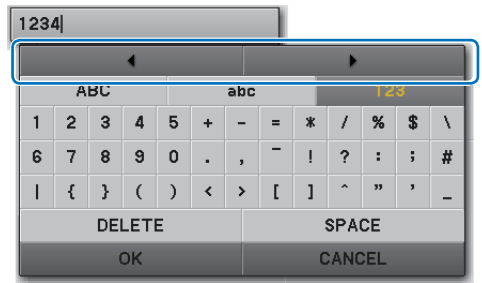 1234
◀ ▶
ABC abc 123
1 2 3 4 5 + - = * / % $ \
6 7 8 9 0 . , ‾ ! ? : ; #
| { } ( ) < > [ ] ^ " ' _
DELETE SPACE
OK CANCEL